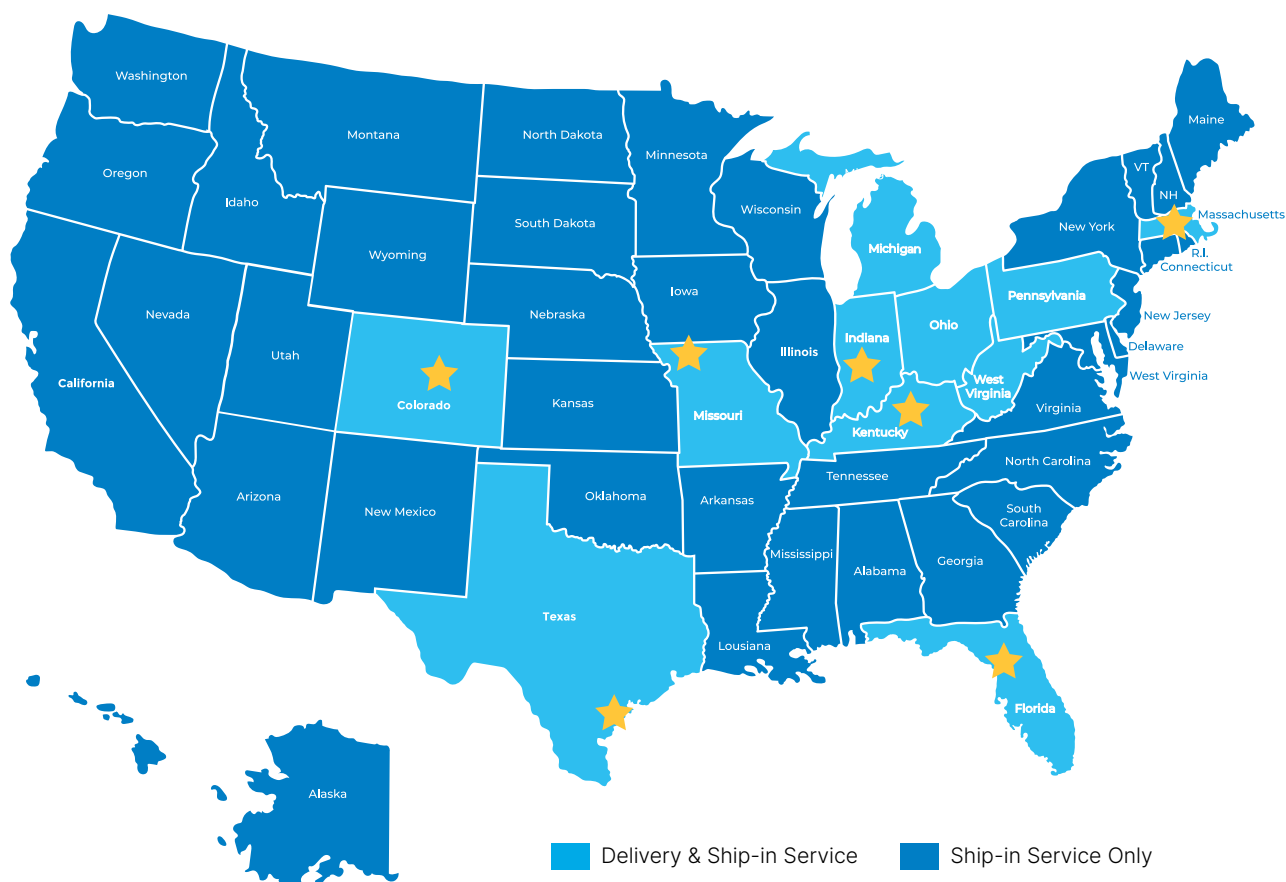 Washington
Montana
North Dakota
Minnesota
Maine
Oregon
Idaho
South Dakota
Wisconsin
VT
NH
Massachusetts
New York
Wyoming
Michigan
R.I.
Connecticut
Iowa
Pennsylvania
Nevada
Nebraska
New Jersey
Ohio
Indiana
Utah
Illinois
Delaware
California
West Virginia
West
Virginia
Colorado
Kansas
Missouri
Virginia
Kentucky
North Carolina
Tennessee
Arizona
Oklahoma
Arkansas
New Mexico
South
Carolina
Mississippi
Alabama
Georgia
Texas
Lousiana
Florida
Alaska
Delivery & Ship-in Service
Ship-in Service Only